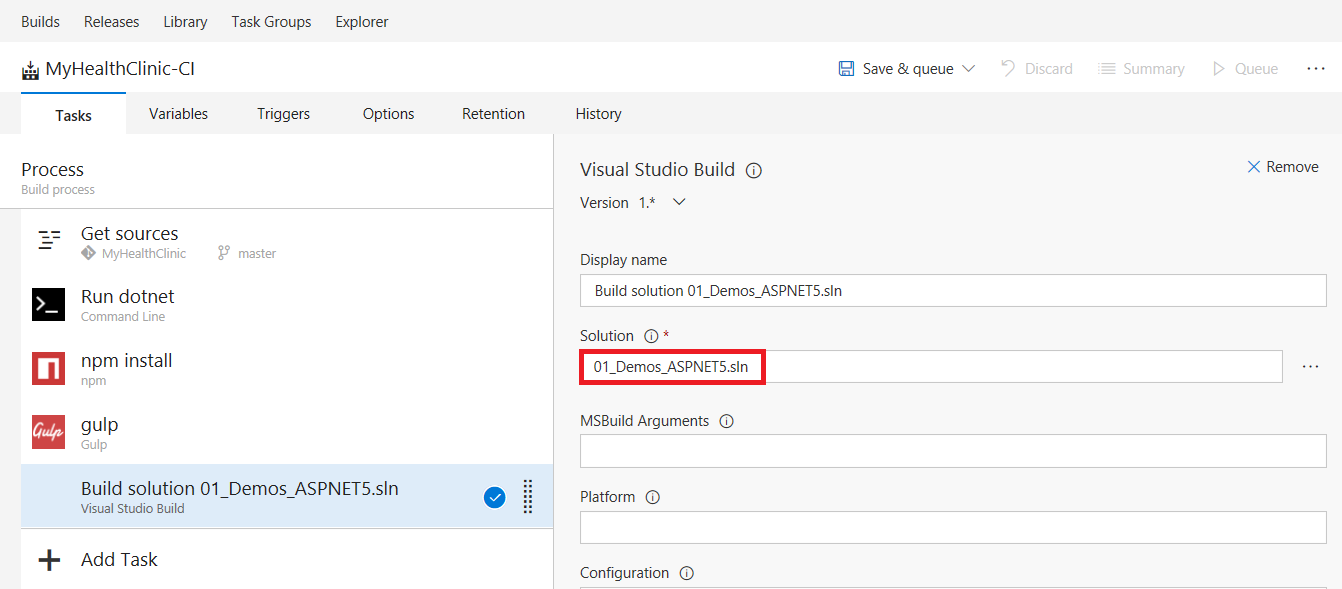 Builds Releases Library Task Groups Explorer
MyHealthClinic-CI Save & queue Discard Summary Queue ...
Tasks Variables Triggers Options Retention History
Process
Build process
Get sources
MyHealthClinic master
Run dotnet
Command Line
npm install
npm
Gulp
gulp
Gulp
Build solution 01_Demos_ASPNET5.sln
Visual Studio Build
Add Task
Visual Studio Build
Remove
Version 1.*
Display name
Build solution 01_Demos_ASPNET5.sln
Solution *
01_Demos_ASPNET5.sln ...
MSBuild Arguments
Platform
Configuration